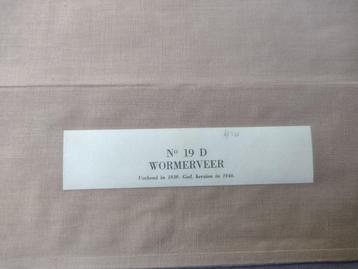 No 19 D
WORMERVEER
Verkend in 1930. Ged. herzien in 1946.